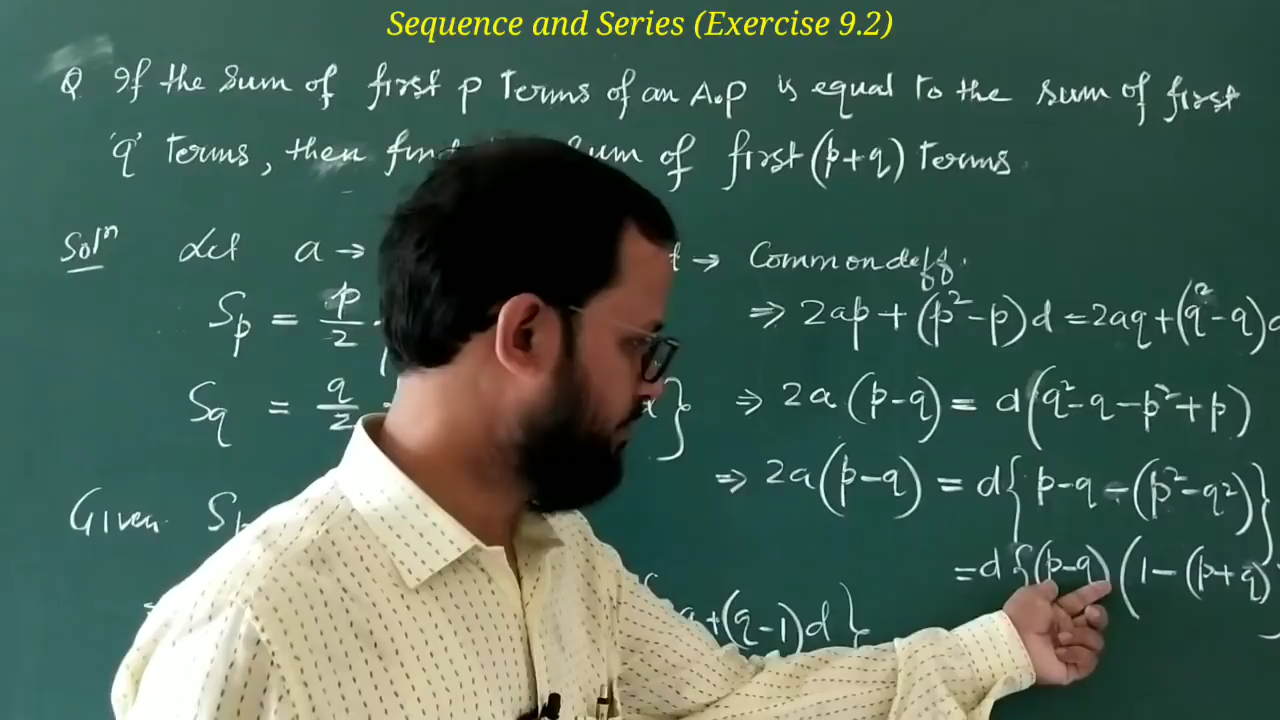 Sequence and Series (Exercise 9.2)
Q If the Sum of first p Terms of an A.P is equal to the sum of first
'q' Terms, then find Sum of first (p+q) Terms
Solⁿ Let a → → Common diff.
S_p = p/2
⇒ 2ap + (p²-p)d = 2aq + (q²-q)d
S_q = q/2 }
⇒ 2a (p-q) = d(q²-q-p²+p)
⇒ 2a(p-q) = d{ p-q-(p²-q²)}
Given S
= d {(p-q) (1-(p+q)
+(q-1)d }